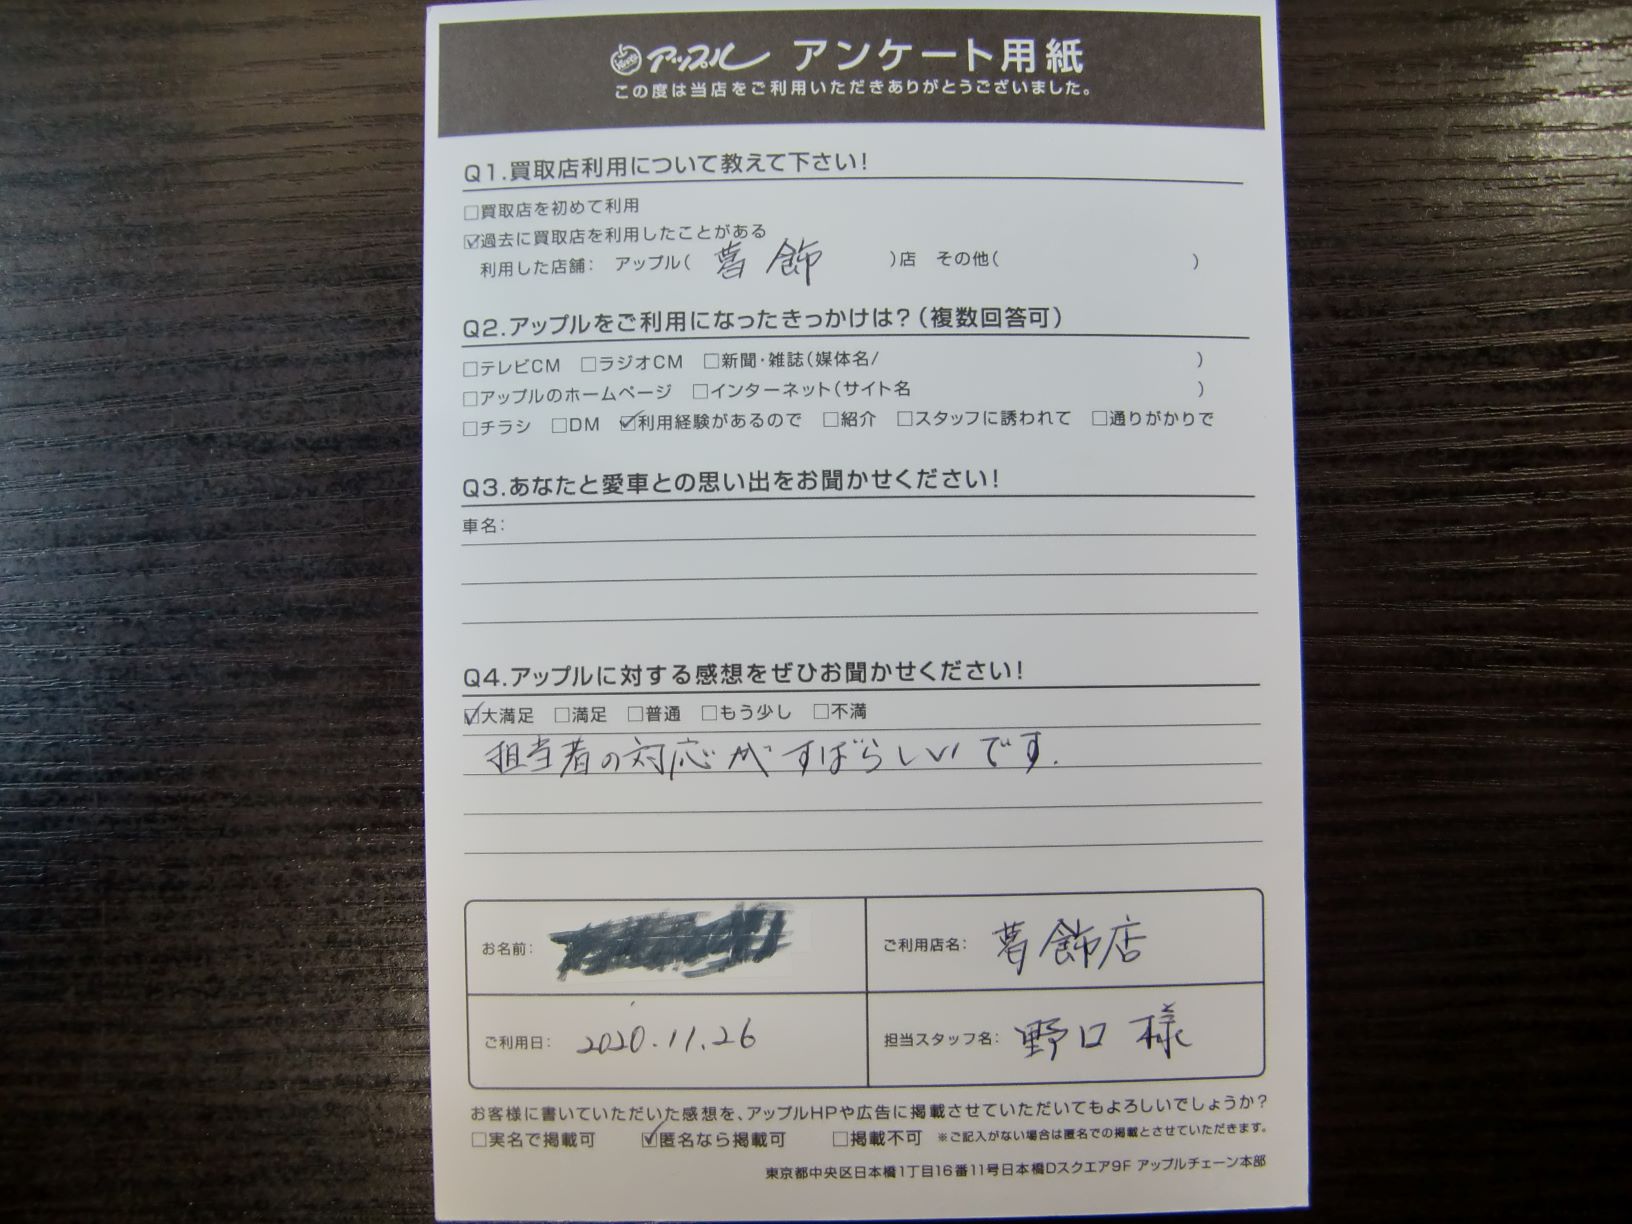 アップル アンケート用紙
この度は当店をご利用いただきありがとうございました。
Q1.買取店利用について教えて下さい!
□買取店を初めて利用
☑過去に買取店を利用したことがある
利用した店舗: アップル( 葛飾 )店 その他( )
Q2.アップルをご利用になったきっかけは?(複数回答可)
□テレビCM □ラジオCM □新聞・雑誌(媒体名/ )
□アップルのホームページ □インターネット(サイト名 )
□チラシ □DM ☑利用経験があるので □紹介 □スタッフに誘われて □通りがかりで
Q3.あなたと愛車との思い出をお聞かせください!
車名:
Q4.アップルに対する感想をぜひお聞かせください!
☑大満足 □満足 □普通 □もう少し □不満
担当者の対応がすばらしいです.
お名前:
ご利用店名: 葛飾店
ご利用日: 2020.11.26
担当スタッフ名: 野口様
お客様に書いていただいた感想を、アップルHPや広告に掲載させていただいてもよろしいでしょうか?
□実名で掲載可 ☑匿名なら掲載可 □掲載不可 ※ご記入がない場合は匿名での掲載とさせていただきます。
東京都中央区日本橋1丁目16番11号日本橋Dスクエア9F アップルチェーン本部